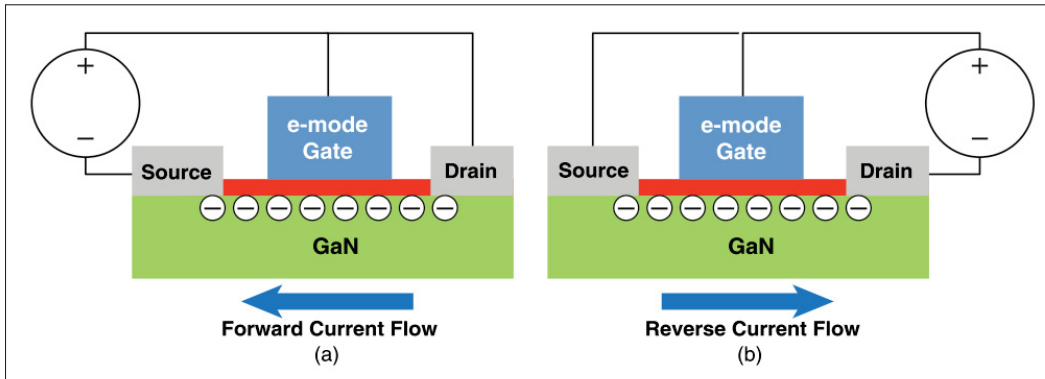 +
−
e-mode
Gate
Source
Drain
− − − − − − − −
GaN
Forward Current Flow
(a)
+
−
e-mode
Gate
Source
Drain
− − − − − − − −
GaN
Reverse Current Flow
(b)